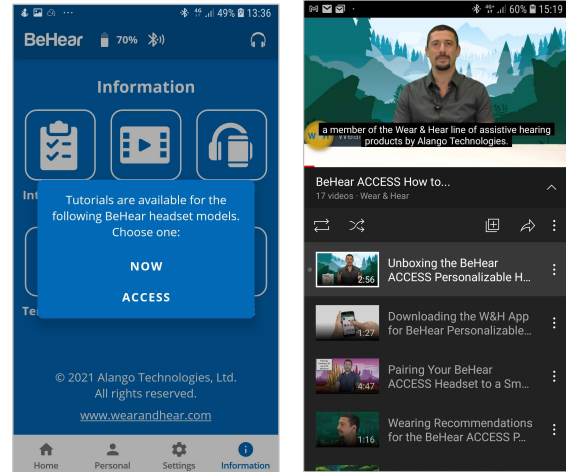 49% 13:36
BeHear 70%
Information
Tutorials are available for the
following BeHear headset models.
Choose one:
NOW
ACCESS
© 2021 Alango Technologies, Ltd.
All rights reserved.
www.wearandhear.com
Home Personal Settings Information
60% 15:19
a member of the Wear & Hear line of assistive hearing
products by Alango Technologies.
BeHear ACCESS How to...
17 videos · Wear & Hear
Unboxing the BeHear
ACCESS Personalizable H...
2:56
Downloading the W&H App
for BeHear Personalizable...
1:27
Pairing Your BeHear
ACCESS Headset to a Sm...
4:47
Wearing Recommendations
for the BeHear ACCESS P...
1:16